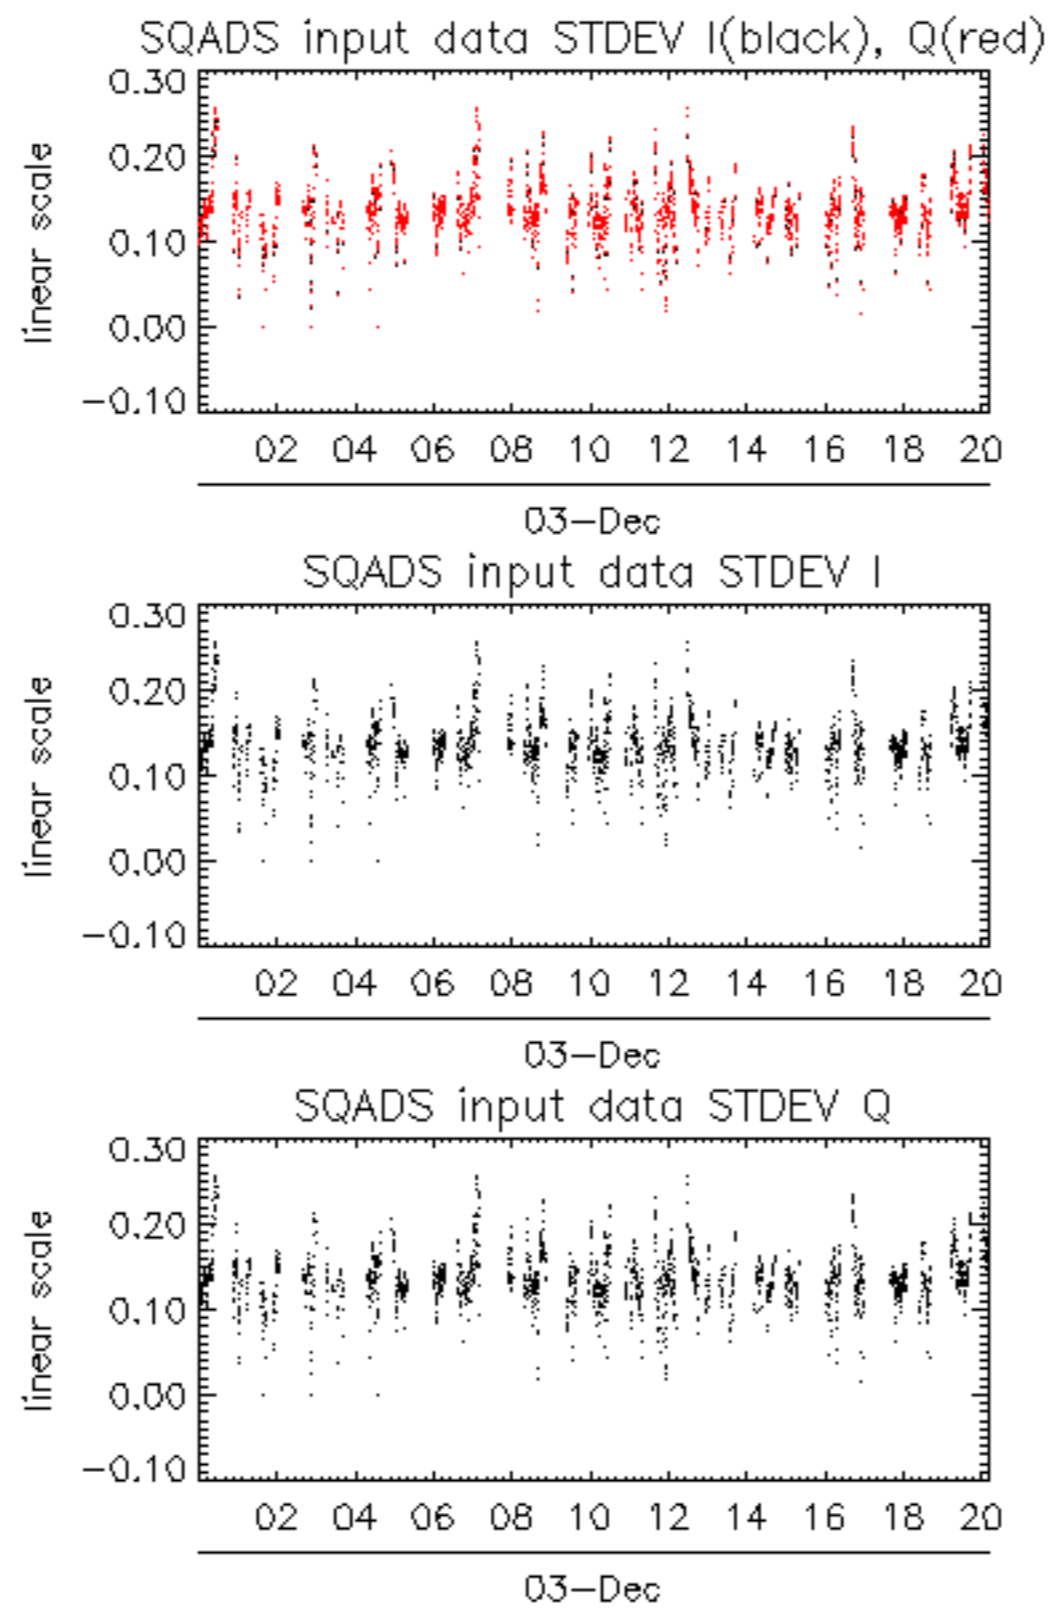 SQADS input data STDEV I(black), Q(red)
0.30
0.20
0.10
0.00
-0.10
linear scale
02 04 06 08 10 12 14 16 18 20
03-Dec
SQADS input data STDEV I
0.30
0.20
0.10
0.00
-0.10
linear scale
02 04 06 08 10 12 14 16 18 20
03-Dec
SQADS input data STDEV Q
0.30
0.20
0.10
0.00
-0.10
linear scale
02 04 06 08 10 12 14 16 18 20
03-Dec